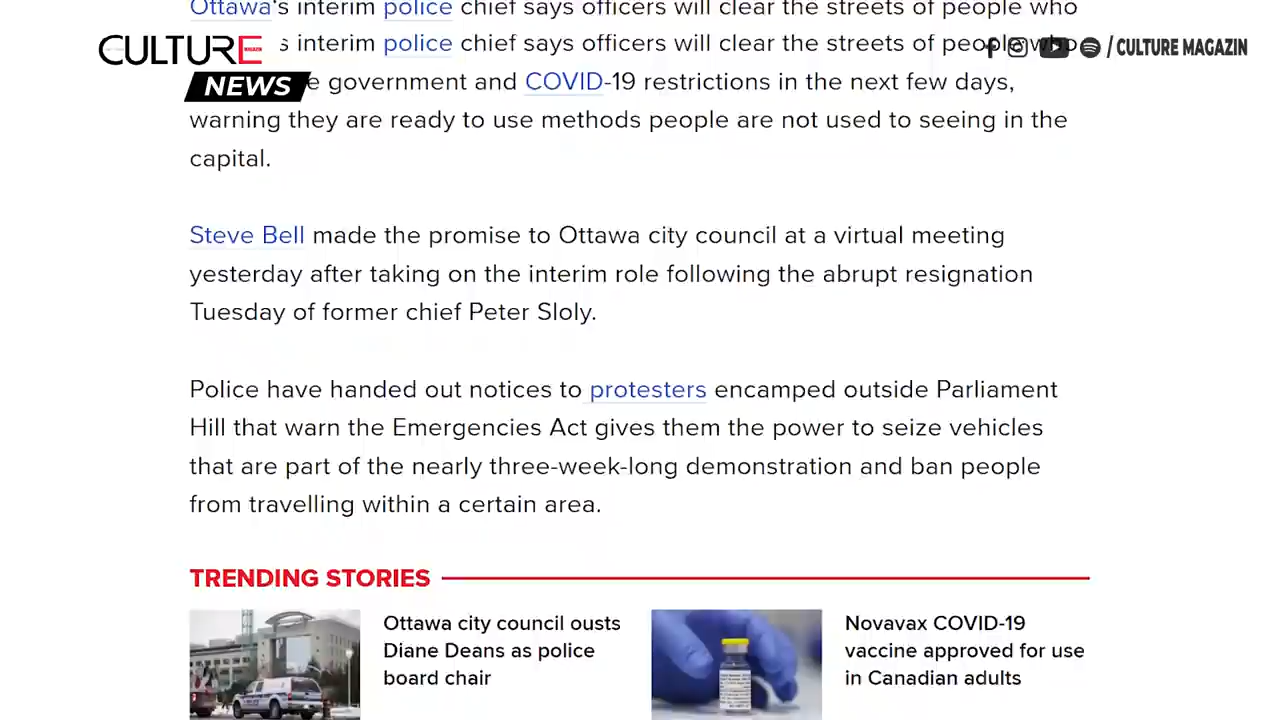 Ottawa's interim police chief says officers will clear the streets of people who
CULTURE
s interim police chief says officers will clear the streets of people who
/ CULTURE MAGAZIN
NEWS
e government and COVID-19 restrictions in the next few days,
warning they are ready to use methods people are not used to seeing in the
capital.
Steve Bell made the promise to Ottawa city council at a virtual meeting
yesterday after taking on the interim role following the abrupt resignation
Tuesday of former chief Peter Sloly.
Police have handed out notices to protesters encamped outside Parliament
Hill that warn the Emergencies Act gives them the power to seize vehicles
that are part of the nearly three-week-long demonstration and ban people
from travelling within a certain area.
TRENDING STORIES
Ottawa city council ousts
Diane Deans as police
board chair
Novavax COVID-19
vaccine approved for use
in Canadian adults